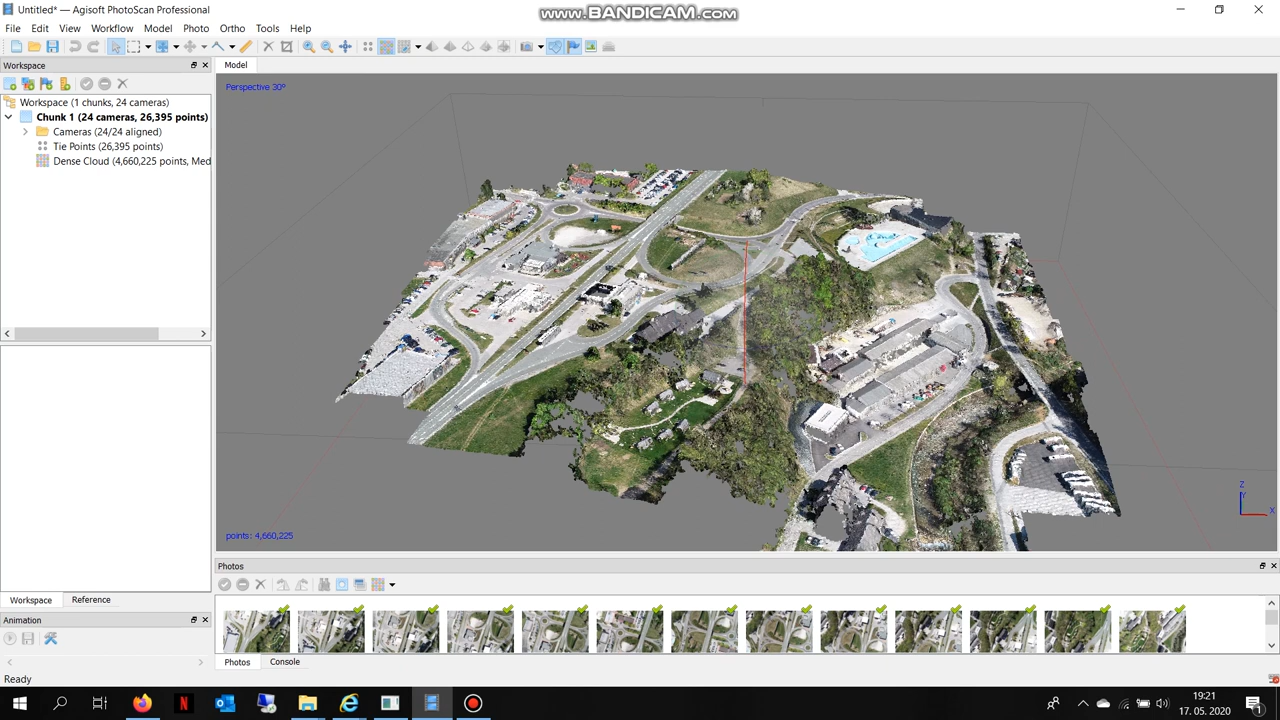 Untitled* — Agisoft PhotoScan Professional
www.BANDICAM.com
File Edit View Workflow Model Photo Ortho Tools Help
Workspace
Model
Perspective 30°
Workspace (1 chunks, 24 cameras)
Chunk 1 (24 cameras, 26,395 points)
Cameras (24/24 aligned)
Tie Points (26,395 points)
Dense Cloud (4,660,225 points, Med
Z
Y
X
points: 4,660,225
Photos
Workspace Reference
Animation
Photos Console
Ready
19:21
17. 05. 2020
1